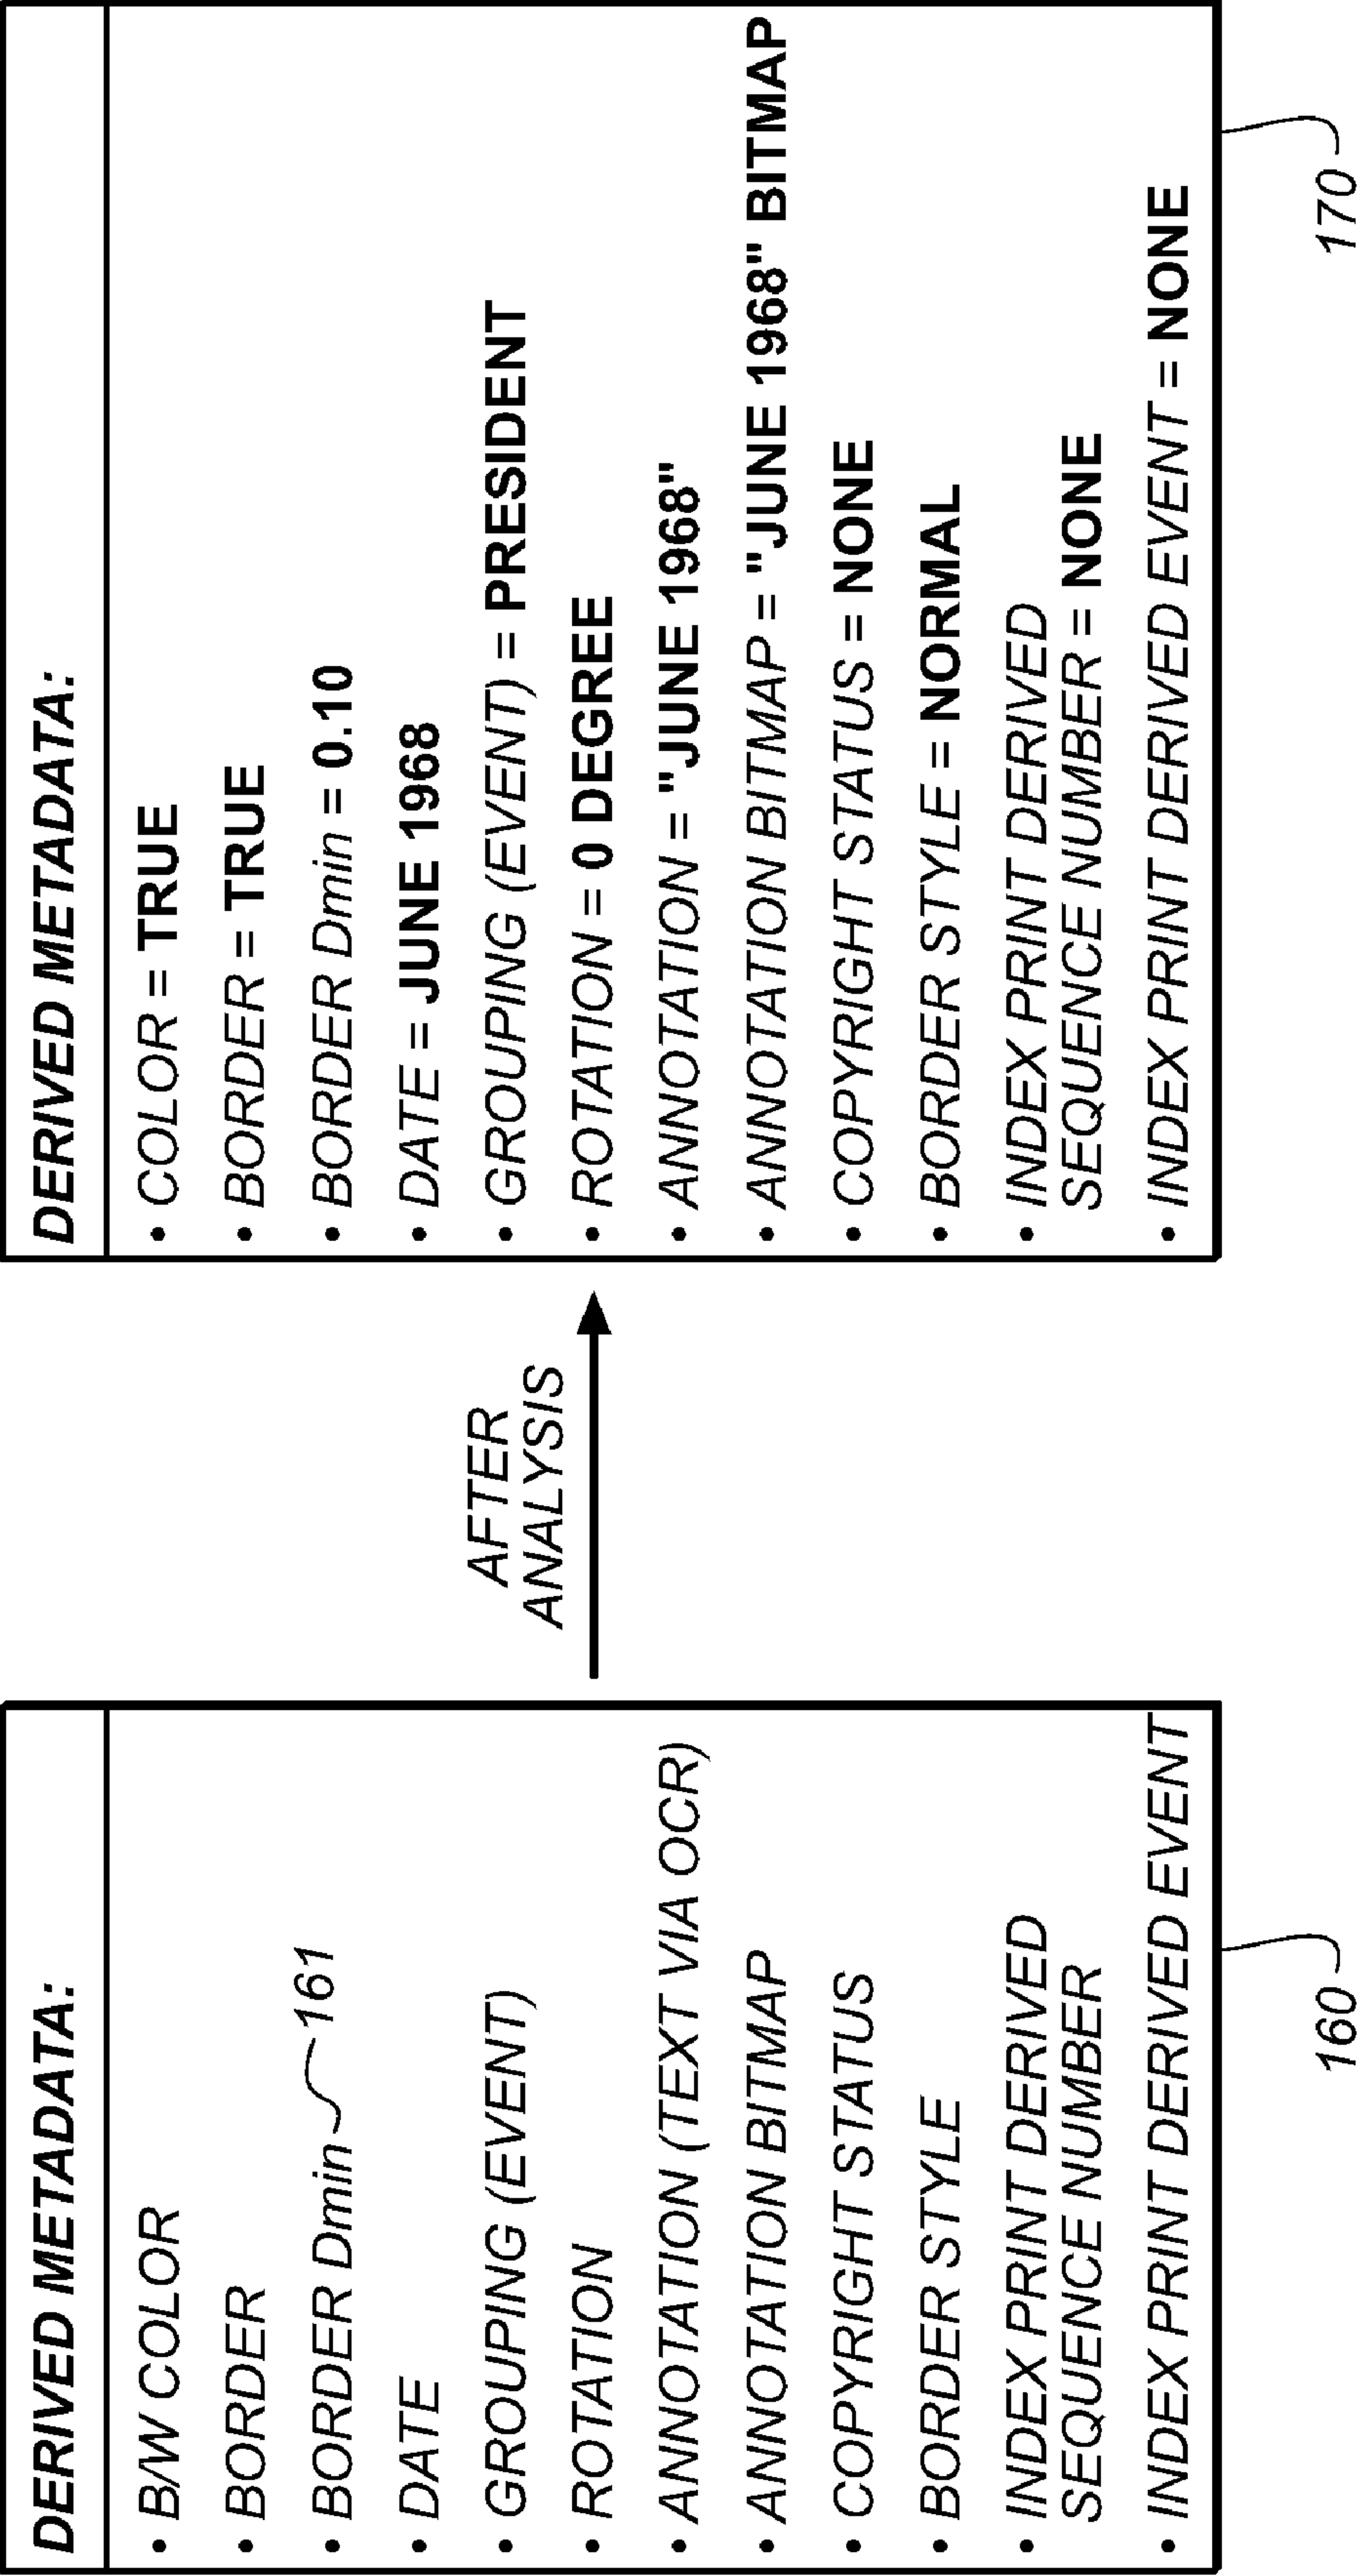 DERIVED METADATA:
• B/W COLOR
• BORDER
• BORDER Dmin 161
• DATE
• GROUPING (EVENT)
• ROTATION
• ANNOTATION (TEXT VIA OCR)
• ANNOTATION BITMAP
• COPYRIGHT STATUS
• BORDER STYLE
• INDEX PRINT DERIVED
SEQUENCE NUMBER
• INDEX PRINT DERIVED EVENT
160
AFTER
ANALYSIS
DERIVED METADATA:
• COLOR = TRUE
• BORDER = TRUE
• BORDER Dmin = 0.10
• DATE = JUNE 1968
• GROUPING (EVENT) = PRESIDENT
• ROTATION = 0 DEGREE
• ANNOTATION = "JUNE 1968"
• ANNOTATION BITMAP = "JUNE 1968" BITMAP
• COPYRIGHT STATUS = NONE
• BORDER STYLE = NORMAL
• INDEX PRINT DERIVED
SEQUENCE NUMBER = NONE
• INDEX PRINT DERIVED EVENT = NONE
170